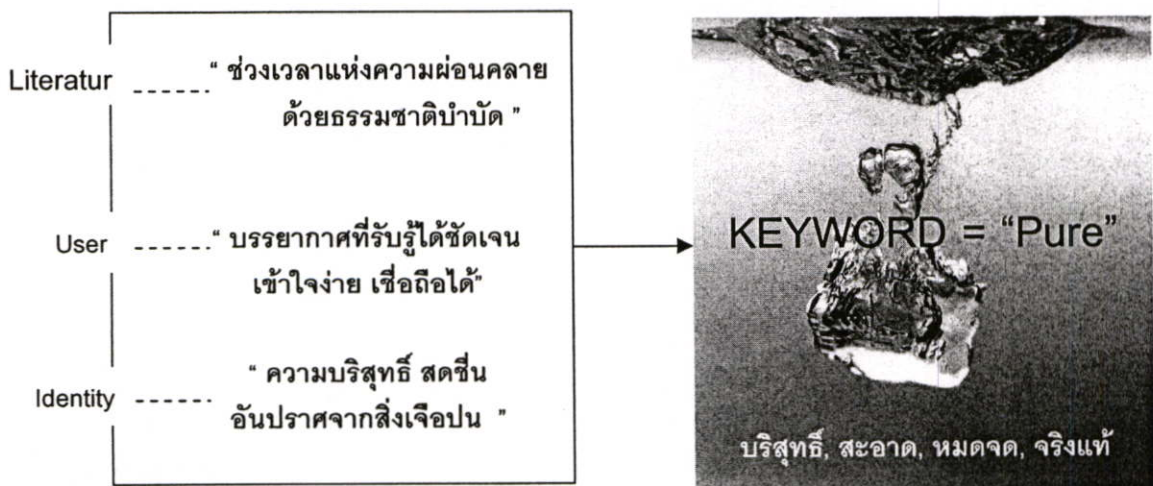 Literatur
" ช่วงเวลาแห่งความผ่อนคลาย
ด้วยธรรมชาติบำบัด "
User
" บรรยากาศที่รับรู้ได้ชัดเจน
เข้าใจง่าย เชื่อถือได้"
Identity
" ความบริสุทธิ์ สดชื่น
อันปราศจากสิ่งเจือปน "
KEYWORD = "Pure"
บริสุทธิ์, สะอาด, หมดจด, จริงแท้